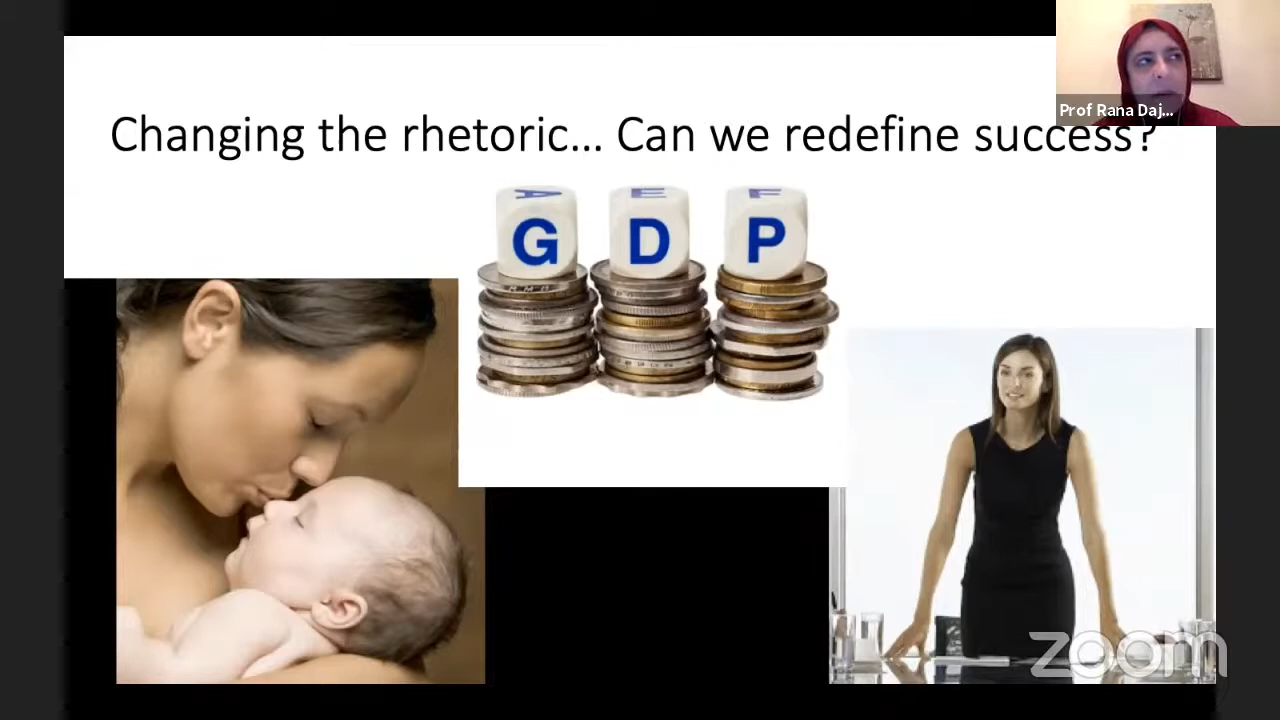 Prof Rana Daj...
Changing the rhetoric... Can we redefine success?
A E F
G D P
zoom